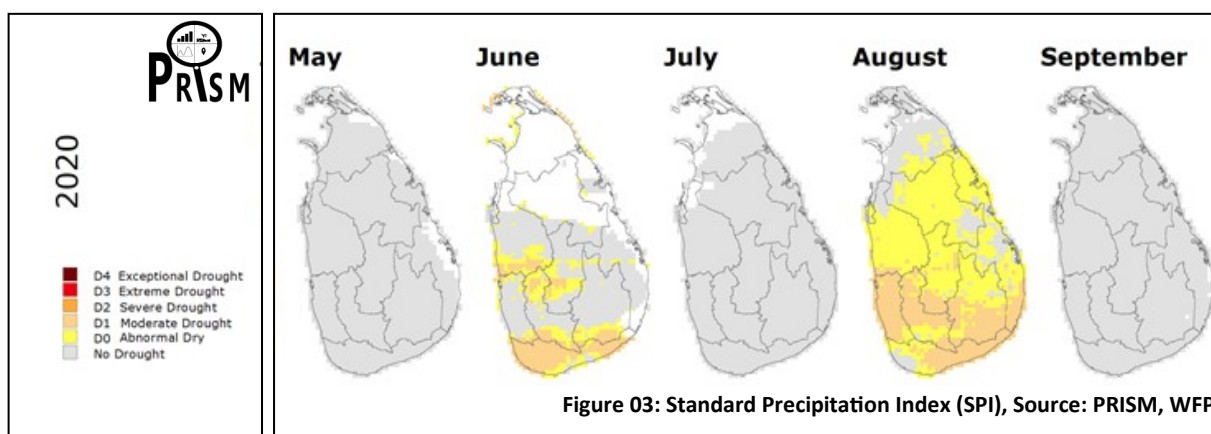 PRISM
2020
D4 Exceptional Drought
D3 Extreme Drought
D2 Severe Drought
D1 Moderate Drought
D0 Abnormal Dry
No Drought
May June July August September
Figure 03: Standard Precipitation Index (SPI), Source: PRISM, WFP